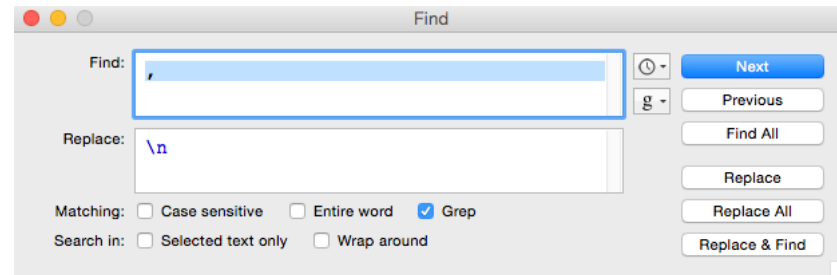 Find
Find:
,
Next
g
Previous
Find All
Replace:
\n
Replace
Matching: Case sensitive Entire word Grep
Replace All
Search in: Selected text only Wrap around
Replace & Find